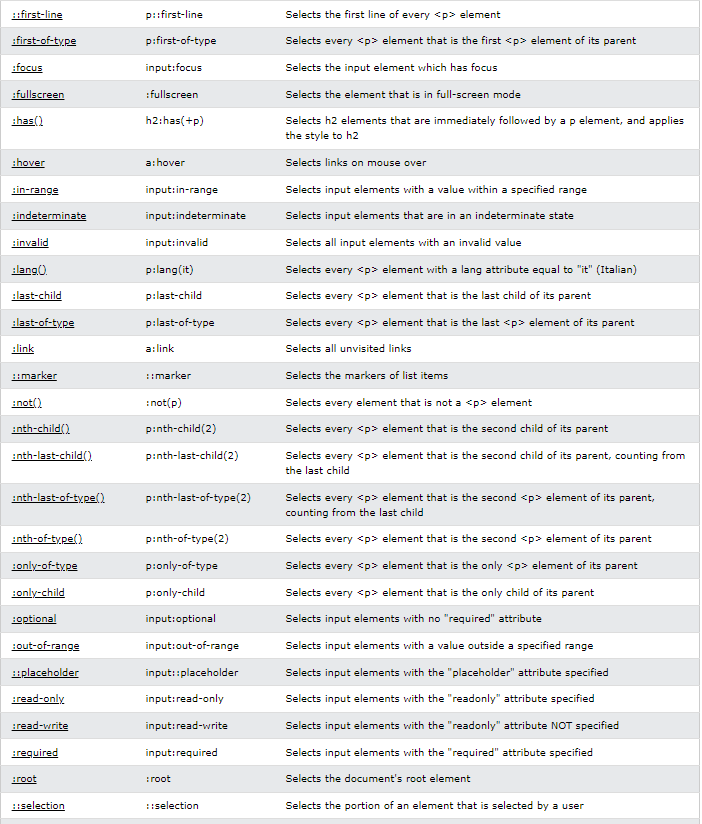 ::first-line p::first-line Selects the first line of every <p> element
:first-of-type p:first-of-type Selects every <p> element that is the first <p> element of its parent
:focus input:focus Selects the input element which has focus
:fullscreen :fullscreen Selects the element that is in full-screen mode
:has() h2:has(+p) Selects h2 elements that are immediately followed by a p element, and applies
the style to h2
:hover a:hover Selects links on mouse over
:in-range input:in-range Selects input elements with a value within a specified range
:indeterminate input:indeterminate Selects input elements that are in an indeterminate state
:invalid input:invalid Selects all input elements with an invalid value
:lang() p:lang(it) Selects every <p> element with a lang attribute equal to "it" (Italian)
:last-child p:last-child Selects every <p> element that is the last child of its parent
:last-of-type p:last-of-type Selects every <p> element that is the last <p> element of its parent
:link a:link Selects all unvisited links
::marker ::marker Selects the markers of list items
:not() :not(p) Selects every element that is not a <p> element
:nth-child() p:nth-child(2) Selects every <p> element that is the second child of its parent
:nth-last-child() p:nth-last-child(2) Selects every <p> element that is the second child of its parent, counting from
the last child
:nth-last-of-type() p:nth-last-of-type(2) Selects every <p> element that is the second <p> element of its parent,
counting from the last child
:nth-of-type() p:nth-of-type(2) Selects every <p> element that is the second <p> element of its parent
:only-of-type p:only-of-type Selects every <p> element that is the only <p> element of its parent
:only-child p:only-child Selects every <p> element that is the only child of its parent
:optional input:optional Selects input elements with no "required" attribute
:out-of-range input:out-of-range Selects input elements with a value outside a specified range
::placeholder input::placeholder Selects input elements with the "placeholder" attribute specified
:read-only input:read-only Selects input elements with the "readonly" attribute specified
:read-write input:read-write Selects input elements with the "readonly" attribute NOT specified
:required input:required Selects input elements with the "required" attribute specified
:root :root Selects the document's root element
::selection ::selection Selects the portion of an element that is selected by a user